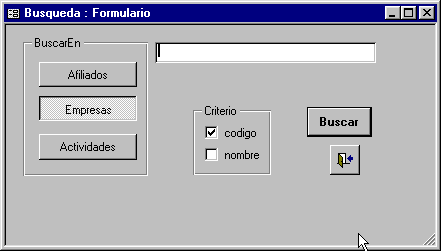 Busqueda : Formulario
BuscarEn
Afiliados
Empresas
Actividades
Criterio
codigo
nombre
Buscar